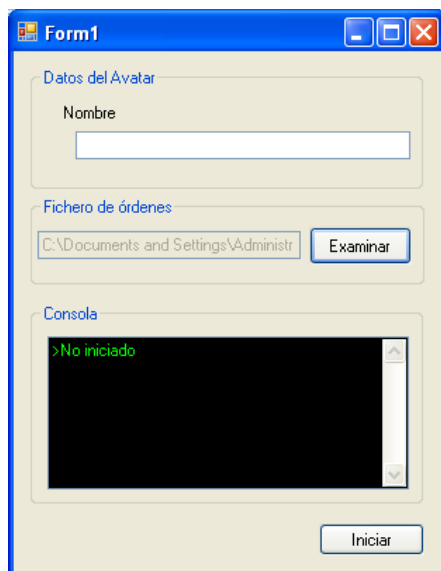 Form1
Datos del Avatar
Nombre
Fichero de órdenes
C:\Documents and Settings\Administr
Examinar
Consola
>No iniciado
Iniciar